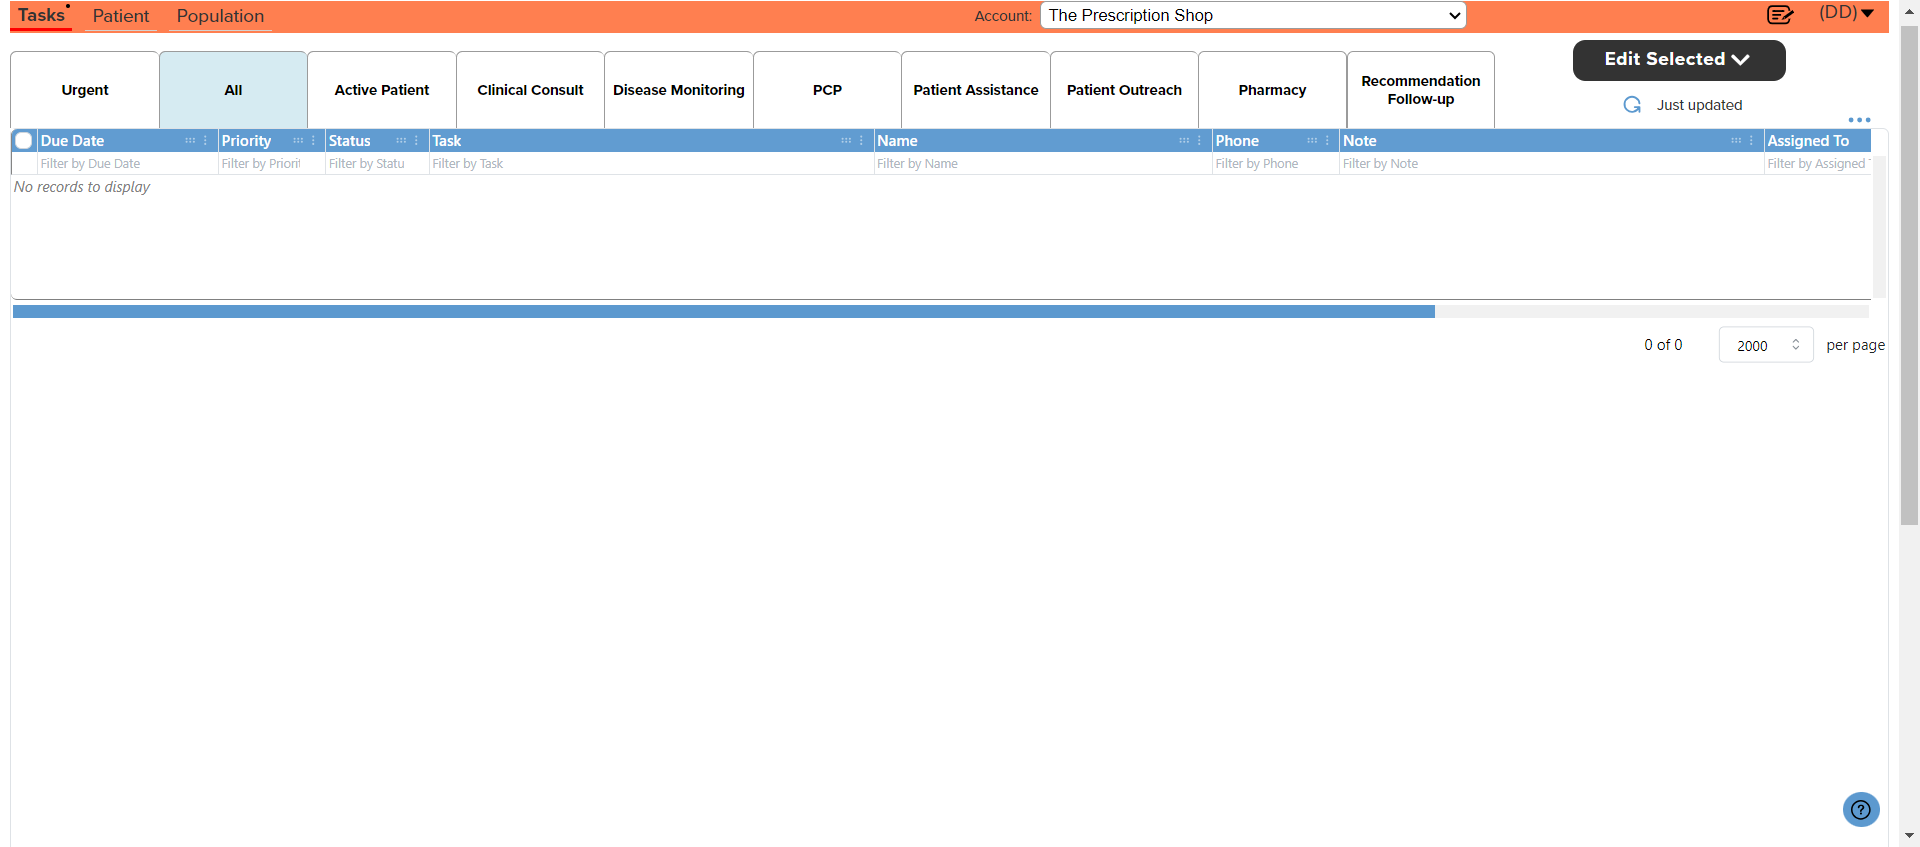 Tasks Patient Population Account: The Prescription Shop (DD)
Urgent All Active Patient Clinical Consult Disease Monitoring PCP Patient Assistance Patient Outreach Pharmacy Recommendation Follow-up
Edit Selected
Just updated
Due Date Priority Status Task Name Phone Note Assigned To
Filter by Due Date Filter by Priorit Filter by Statu Filter by Task Filter by Name Filter by Phone Filter by Note Filter by Assigned
No records to display
0 of 0 2000 per page